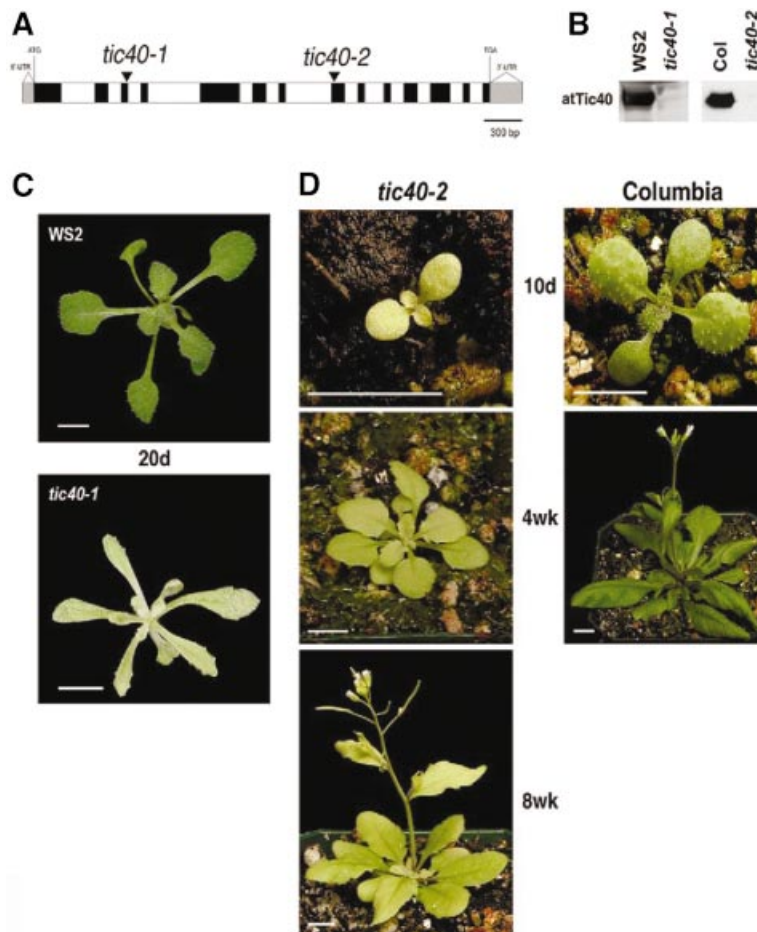 A
5'-UTR
ATG
tic40-1
tic40-2
TGA
3'-UTR
300 bp
B
WS2
tic40-1
Col
tic40-2
atTic40
C
WS2
20d
tic40-1
D
tic40-2
Columbia
10d
4wk
8wk